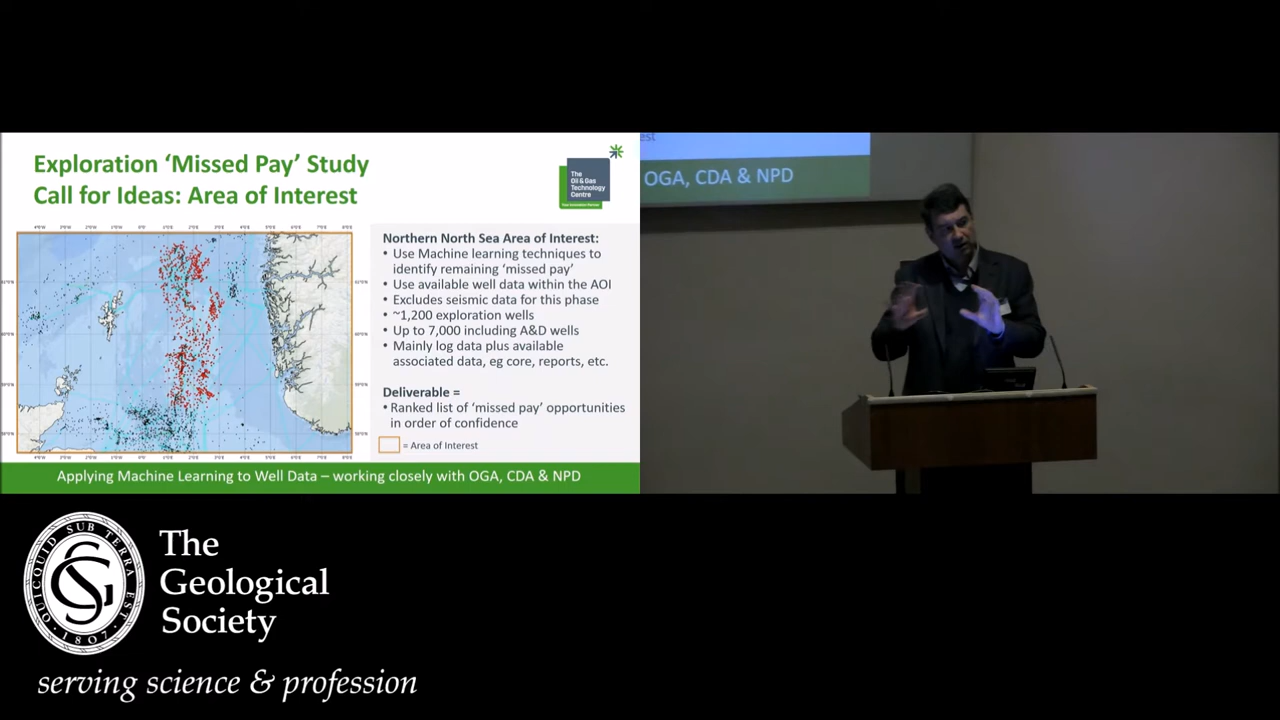 Exploration ‘Missed Pay’ Study
Call for Ideas: Area of Interest
The
Oil & Gas
Technology
Centre
Northern North Sea Area of Interest:
• Use Machine learning techniques to
identify remaining ‘missed pay’
• Use available well data within the AOI
• Excludes seismic data for this phase
• ~1,200 exploration wells
• Up to 7,000 including A&D wells
• Mainly log data plus available
associated data, eg core, reports, etc.
Deliverable =
• Ranked list of ‘missed pay’ opportunities
in order of confidence
= Area of Interest
Applying Machine Learning to Well Data – working closely with OGA, CDA & NPD
est
OGA, CDA & NPD
QUICQUID SUB TERRA EST
1807
The
Geological
Society
serving science & profession